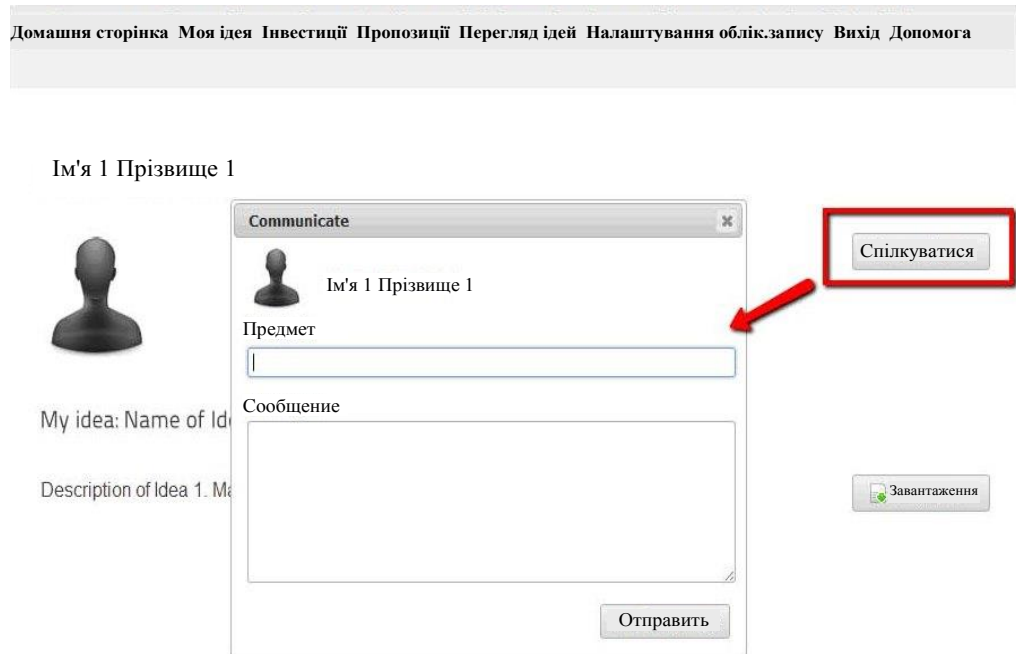 Домашня сторінка Моя ідея Інвестиції Пропозиції Перегляд ідей Налаштування облік.запису Вихід Допомога
Ім'я 1 Прізвище 1
Communicate
Спілкуватися
Ім'я 1 Прізвище 1
Предмет
Сообщение
My idea: Name of Ide
Description of Idea 1. Ma
Завантаження
Отправить